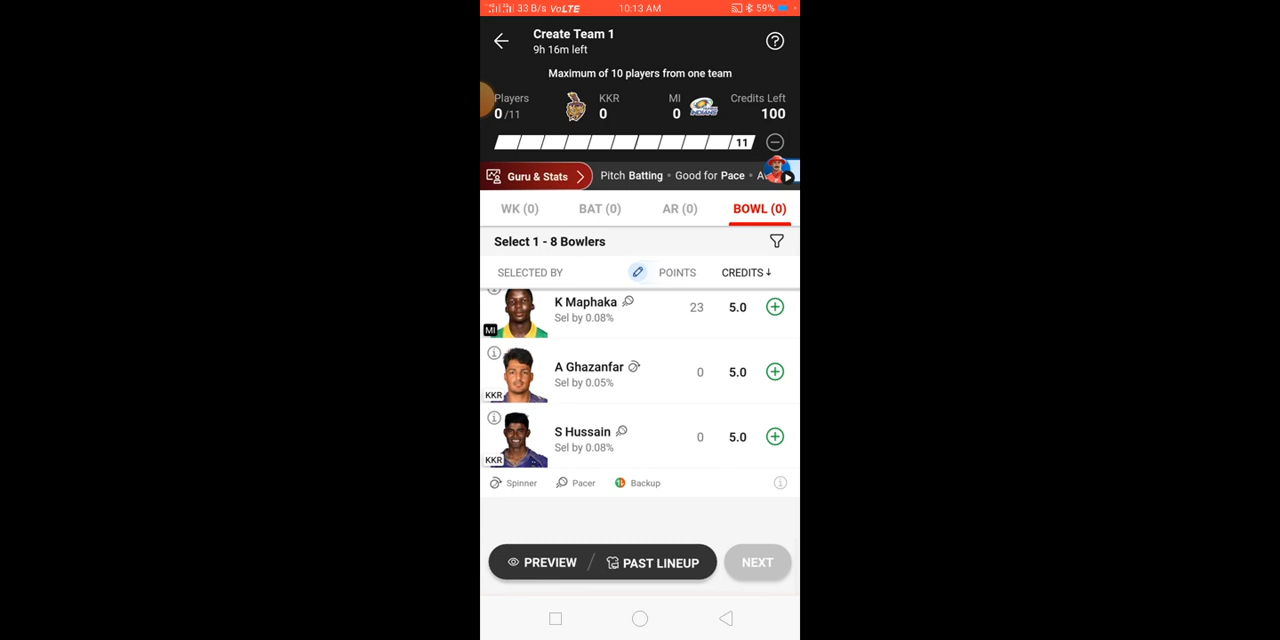 33 B/s VoLTE 10:13 AM 59%
Create Team 1
9h 16m left
Maximum of 10 players from one team
Players KKR MI Credits Left
0/11 0 0 100
11
Guru & Stats Pitch Batting • Good for Pace • A
WK (0) BAT (0) AR (0) BOWL (0)
Select 1 - 8 Bowlers
SELECTED BY POINTS CREDITS↓
K Maphaka 23 5.0
Sel by 0.08%
MI
A Ghazanfar 0 5.0
Sel by 0.05%
KKR
S Hussain 0 5.0
Sel by 0.08%
KKR
Spinner Pacer Backup
PREVIEW / PAST LINEUP NEXT